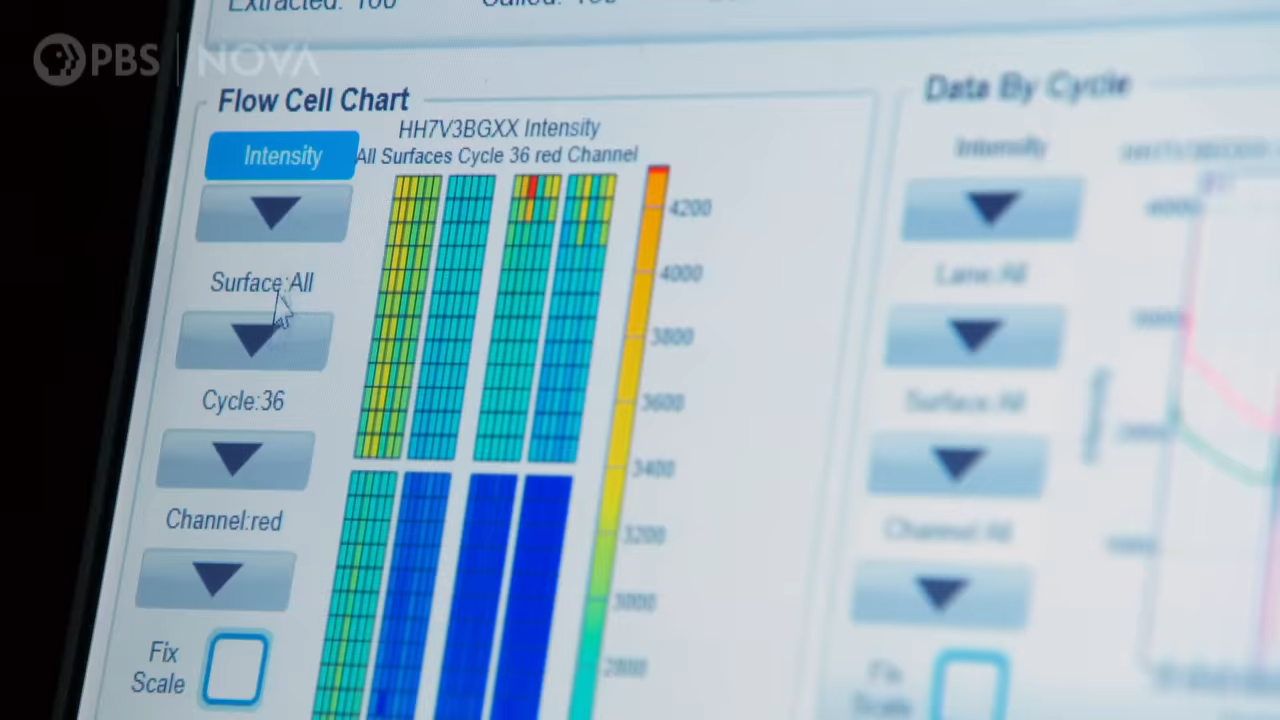 Extracted: 100
PBS NOVA
Flow Cell Chart
Data By Cycle
HH7V3BGXX Intensity
Intensity
All Surfaces Cycle 36 red Channel
Intensity
4200
Surface:All
4000
Lane:All
3800
Cycle:36
3600
Surface:All
3400
Channel:red
3200
Channel:All
3000
Fix
Scale
2800
Fix
Scale